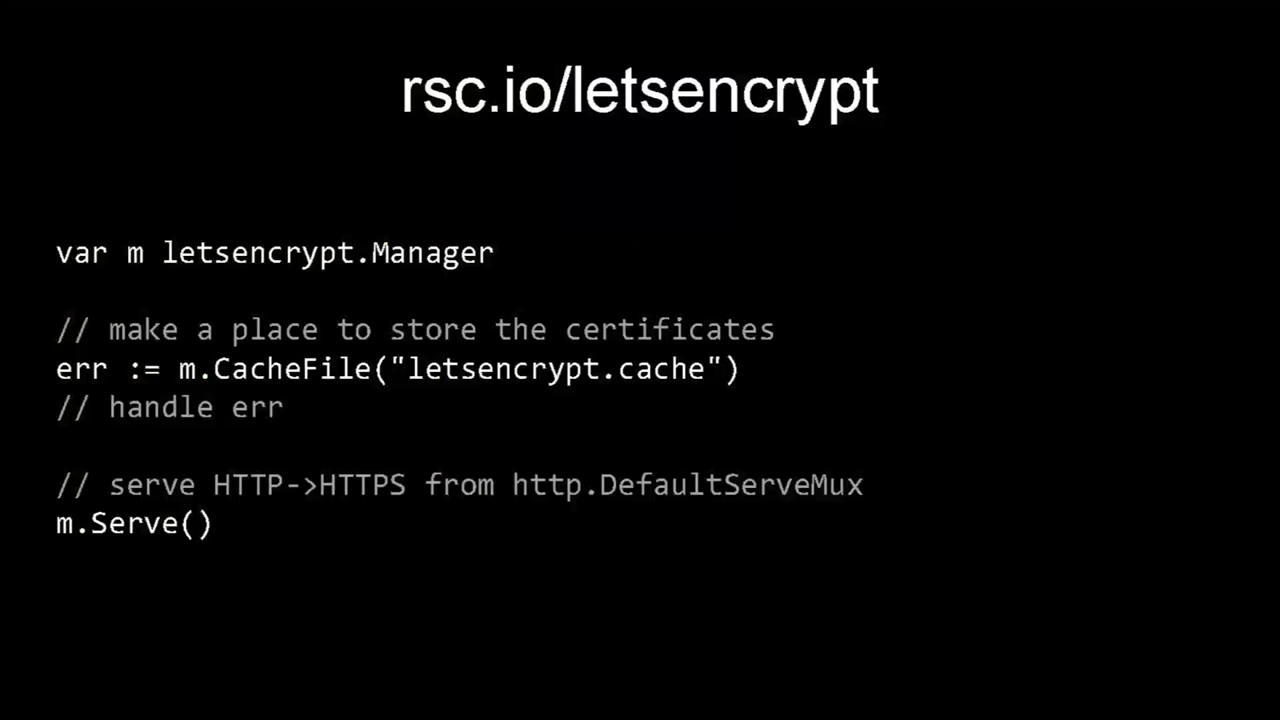 rsc.io/letsencrypt
var m letsencrypt.Manager
// make a place to store the certificates
err := m.CacheFile("letsencrypt.cache")
// handle err
// serve HTTP->HTTPS from http.DefaultServeMux
m.Serve()